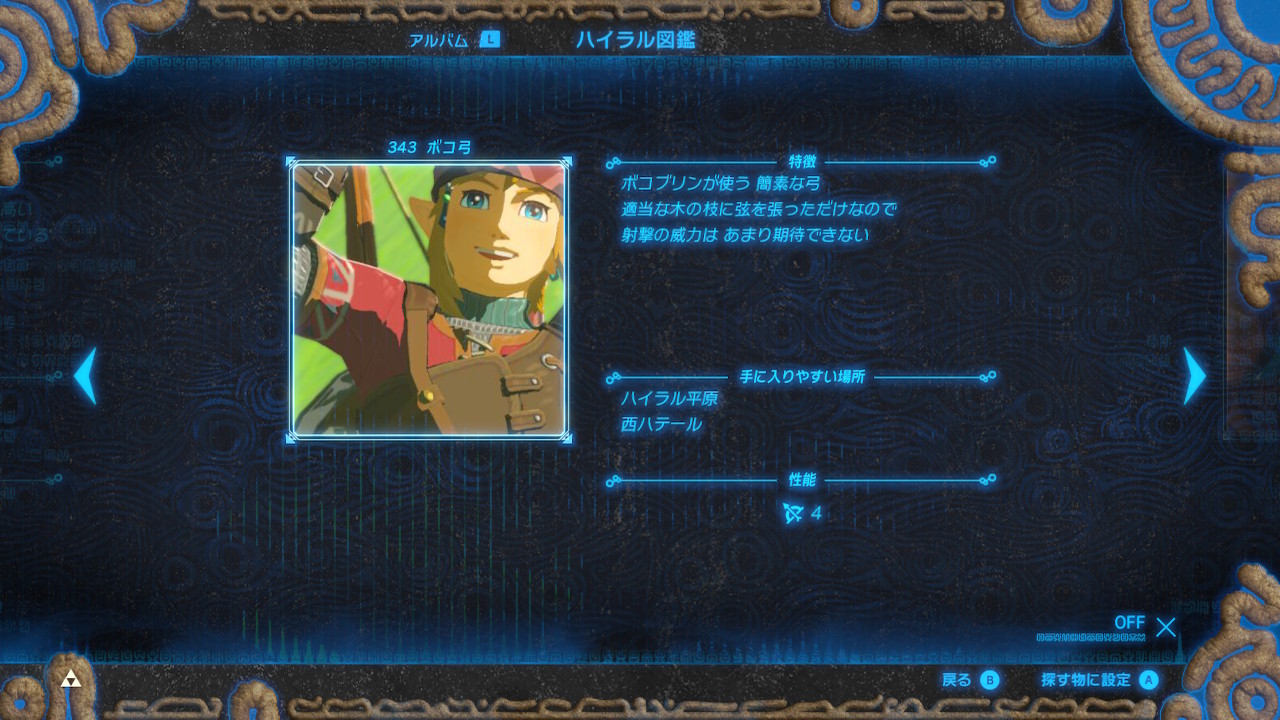 アルバム L
ハイラル図鑑
343 ボコ弓
特徴
ボコブリンが使う 簡素な弓
適当な木の枝に弦を張っただけなので
射撃の威力は あまり期待できない
手に入りやすい場所
ハイラル平原
西ハテール
性能
4
OFF
戻る B
探す物に設定 A